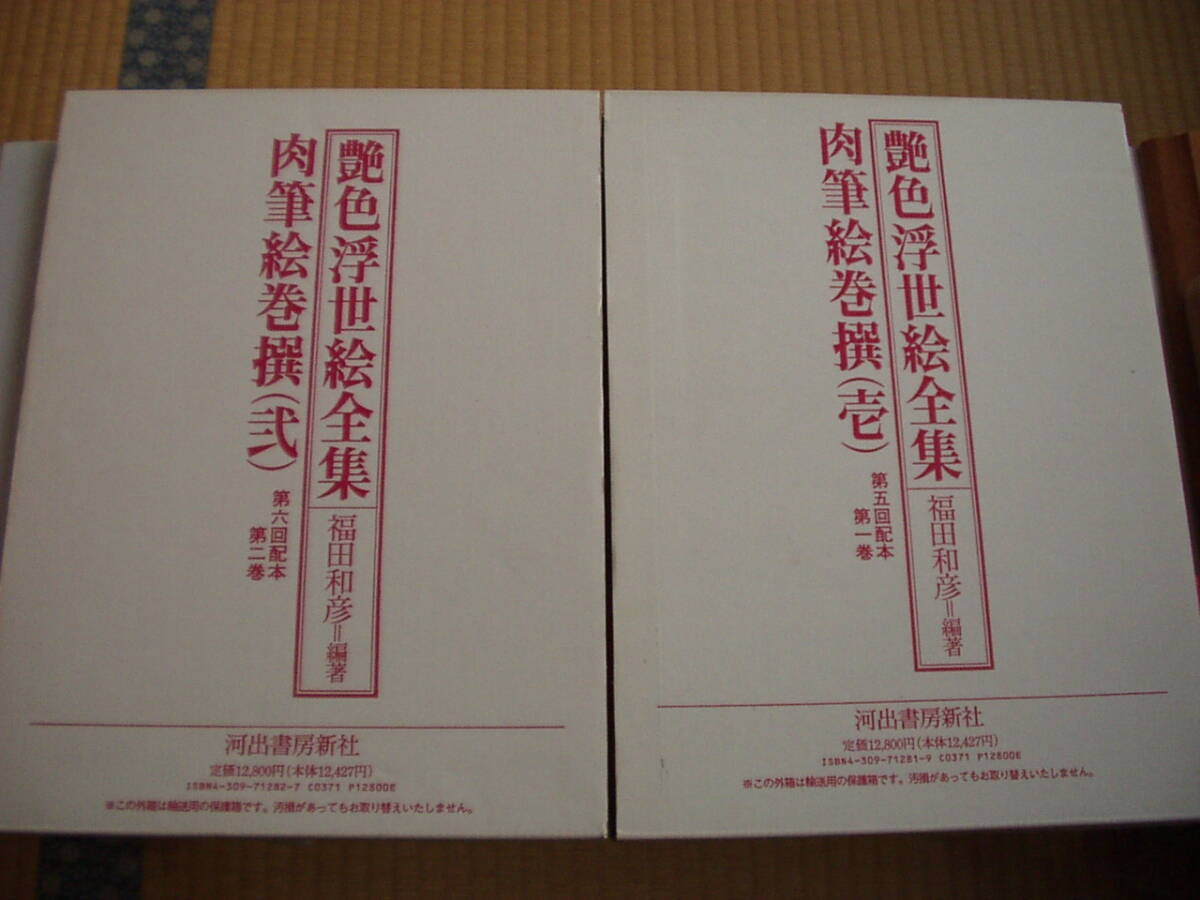 艶色浮世絵全集 福田和彦=編著
肉筆絵巻撰(壱)
第五回配本
第一巻
河出書房新社
定価12,800円(本体12,427円)
ISBN4-309-71281-9 C0371 P12800E
※この外箱は輸送用の保護箱です。汚損があってもお取り替えいたしません。
艶色浮世絵全集 福田和彦=編著
肉筆絵巻撰(弐)
第六回配本
第二巻
河出書房新社
定価12,800円(本体12,427円)
ISBN4-309-71282-7 C0371 P12800E
※この外箱は輸送用の保護箱です。汚損があってもお取り替えいたしません。